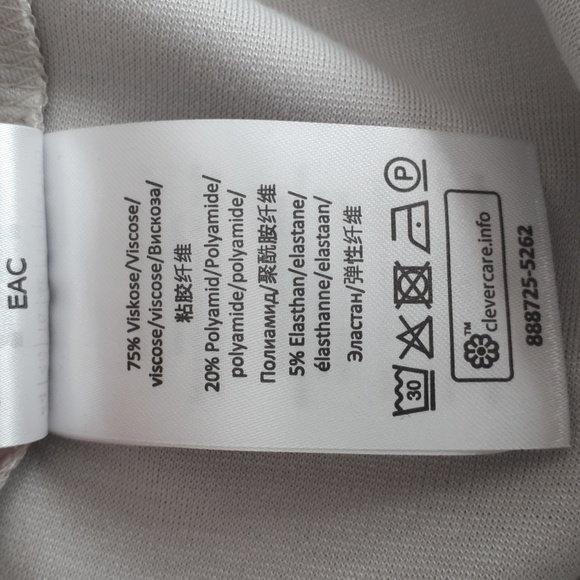 EAC
75% Viskose/Viscose/
viscose/viscose/Вискоза/
粘胶纤维
20% Polyamid/Polyamide/
polyamide/polyamide/
Полиамид/聚酰胺纤维
5% Elasthan/elastane/
élasthanne/elastaan/
Эластан/弹性纤维
30
P
clevercare.info
TM
888725-5262